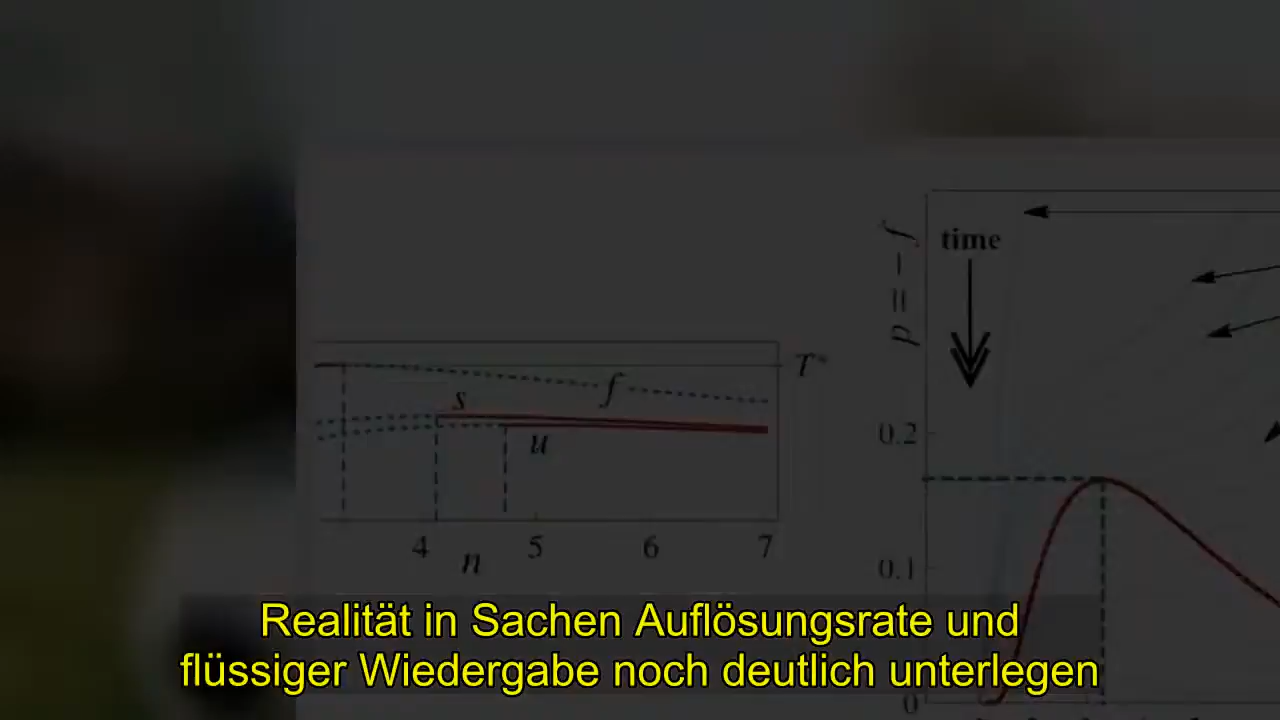 time
p = − f
T*
s
f
u
0.2
4 5 6 7
n
0.1
Realität in Sachen Auflösungsrate und
flüssiger Wiedergabe noch deutlich unterlegen
0